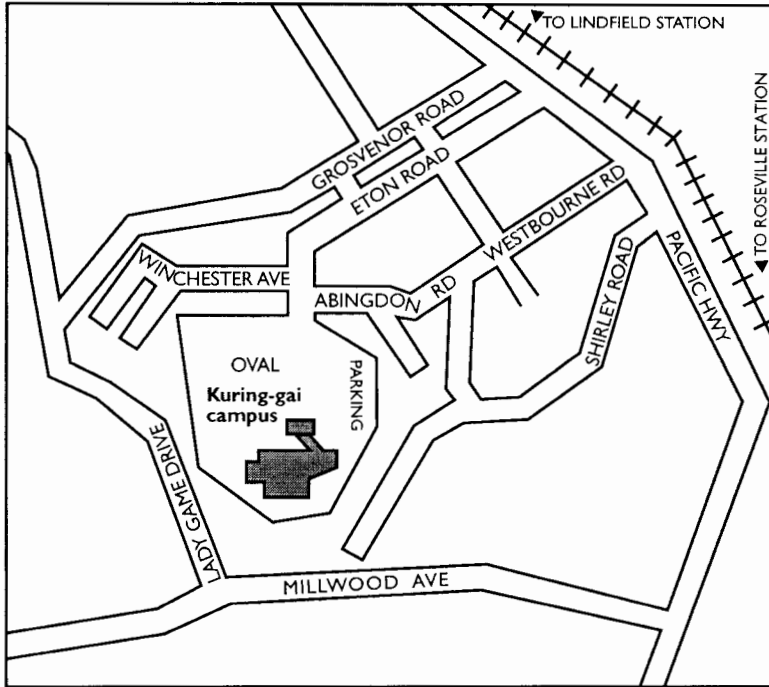 TO LINDFIELD STATION
TO ROSEVILLE STATION
GROSVENOR ROAD
ETON ROAD
WESTBOURNE RD
WINCHESTER AVE
ABINGDON RD
SHIRLEY ROAD
PACIFIC HWY
OVAL
PARKING
Kuring-gai
campus
LADY GAME DRIVE
MILLWOOD AVE